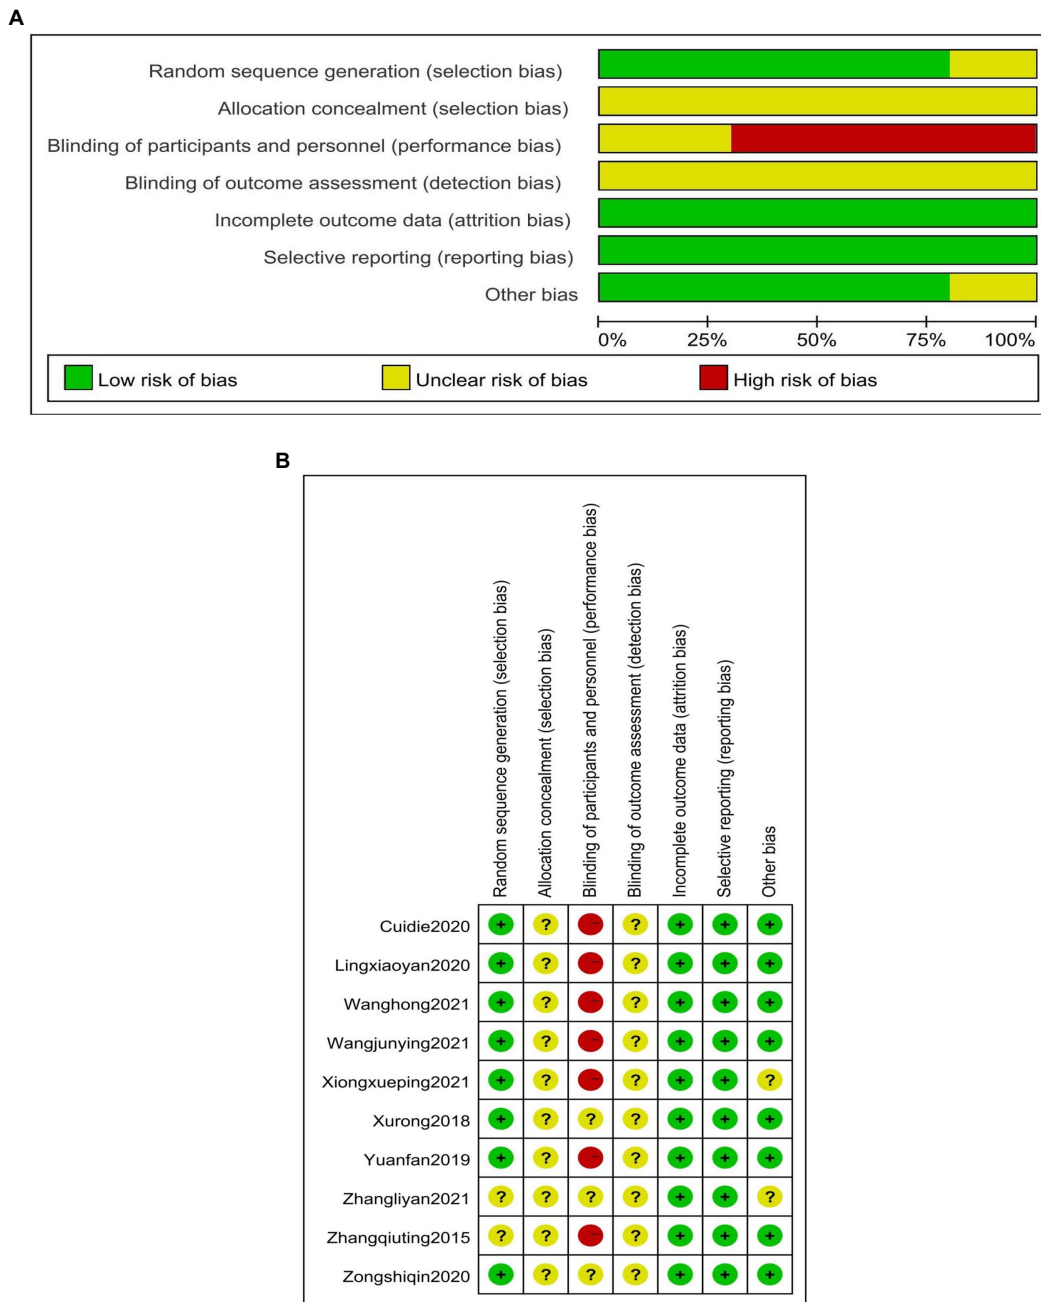 A
Random sequence generation (selection bias)
Allocation concealment (selection bias)
Blinding of participants and personnel (performance bias)
Blinding of outcome assessment (detection bias)
Incomplete outcome data (attrition bias)
Selective reporting (reporting bias)
Other bias
0% 25% 50% 75% 100%
Low risk of bias Unclear risk of bias High risk of bias
B
Random sequence generation (selection bias)
Allocation concealment (selection bias)
Blinding of participants and personnel (performance bias)
Blinding of outcome assessment (detection bias)
Incomplete outcome data (attrition bias)
Selective reporting (reporting bias)
Other bias
Cuidie2020 + ? - ? + + +
Lingxiaoyan2020 + ? - ? + + +
Wanghong2021 + ? - ? + + +
Wangjunying2021 + ? - ? + + +
Xiongxueping2021 + ? - ? + + ?
Xurong2018 + ? ? ? + + +
Yuanfan2019 + ? - ? + + +
Zhangliyan2021 ? ? ? ? + + ?
Zhangqiuting2015 ? ? - ? + + +
Zongshiqin2020 + ? ? ? + + +